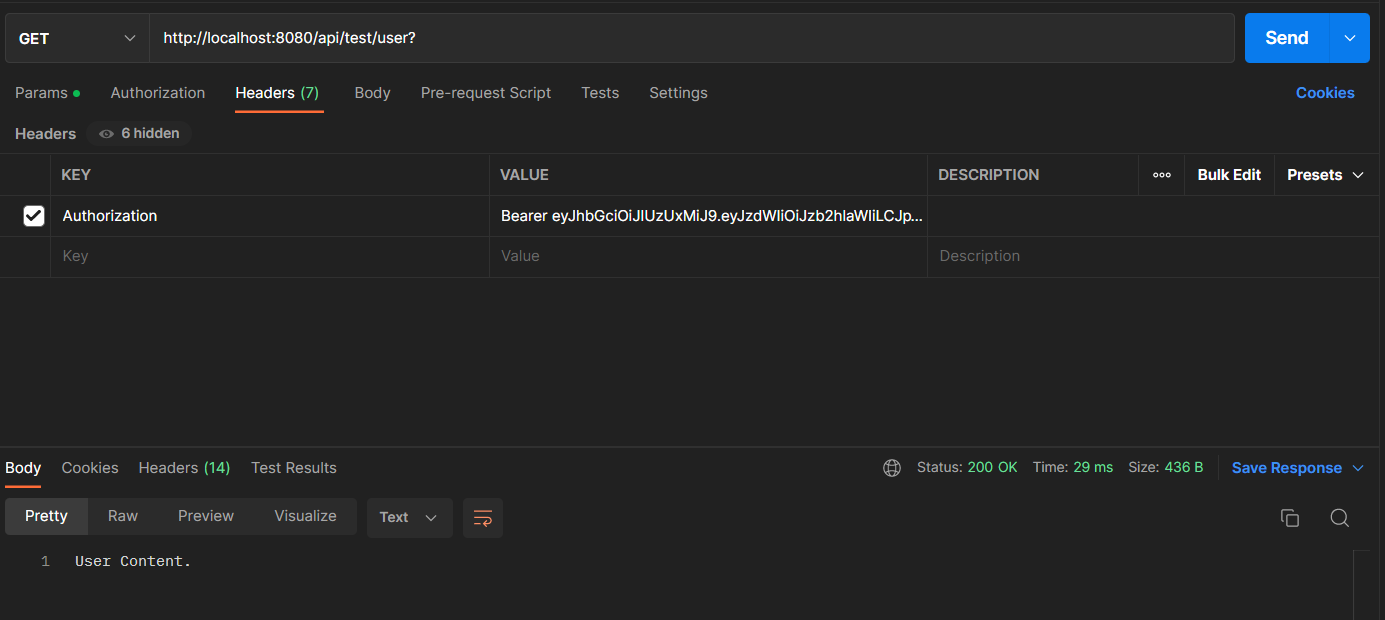 GET http://localhost:8080/api/test/user? Send
Params Authorization Headers (7) Body Pre-request Script Tests Settings Cookies
Headers 6 hidden
KEY VALUE DESCRIPTION Bulk Edit Presets
Authorization Bearer eyJhbGciOiJIUzUxMiJ9.eyJzdWIiOiJzb2hlaWIiLCJp...
Key Value Description
Body Cookies Headers (14) Test Results Status: 200 OK Time: 29 ms Size: 436 B Save Response
Pretty Raw Preview Visualize Text
1 User Content.